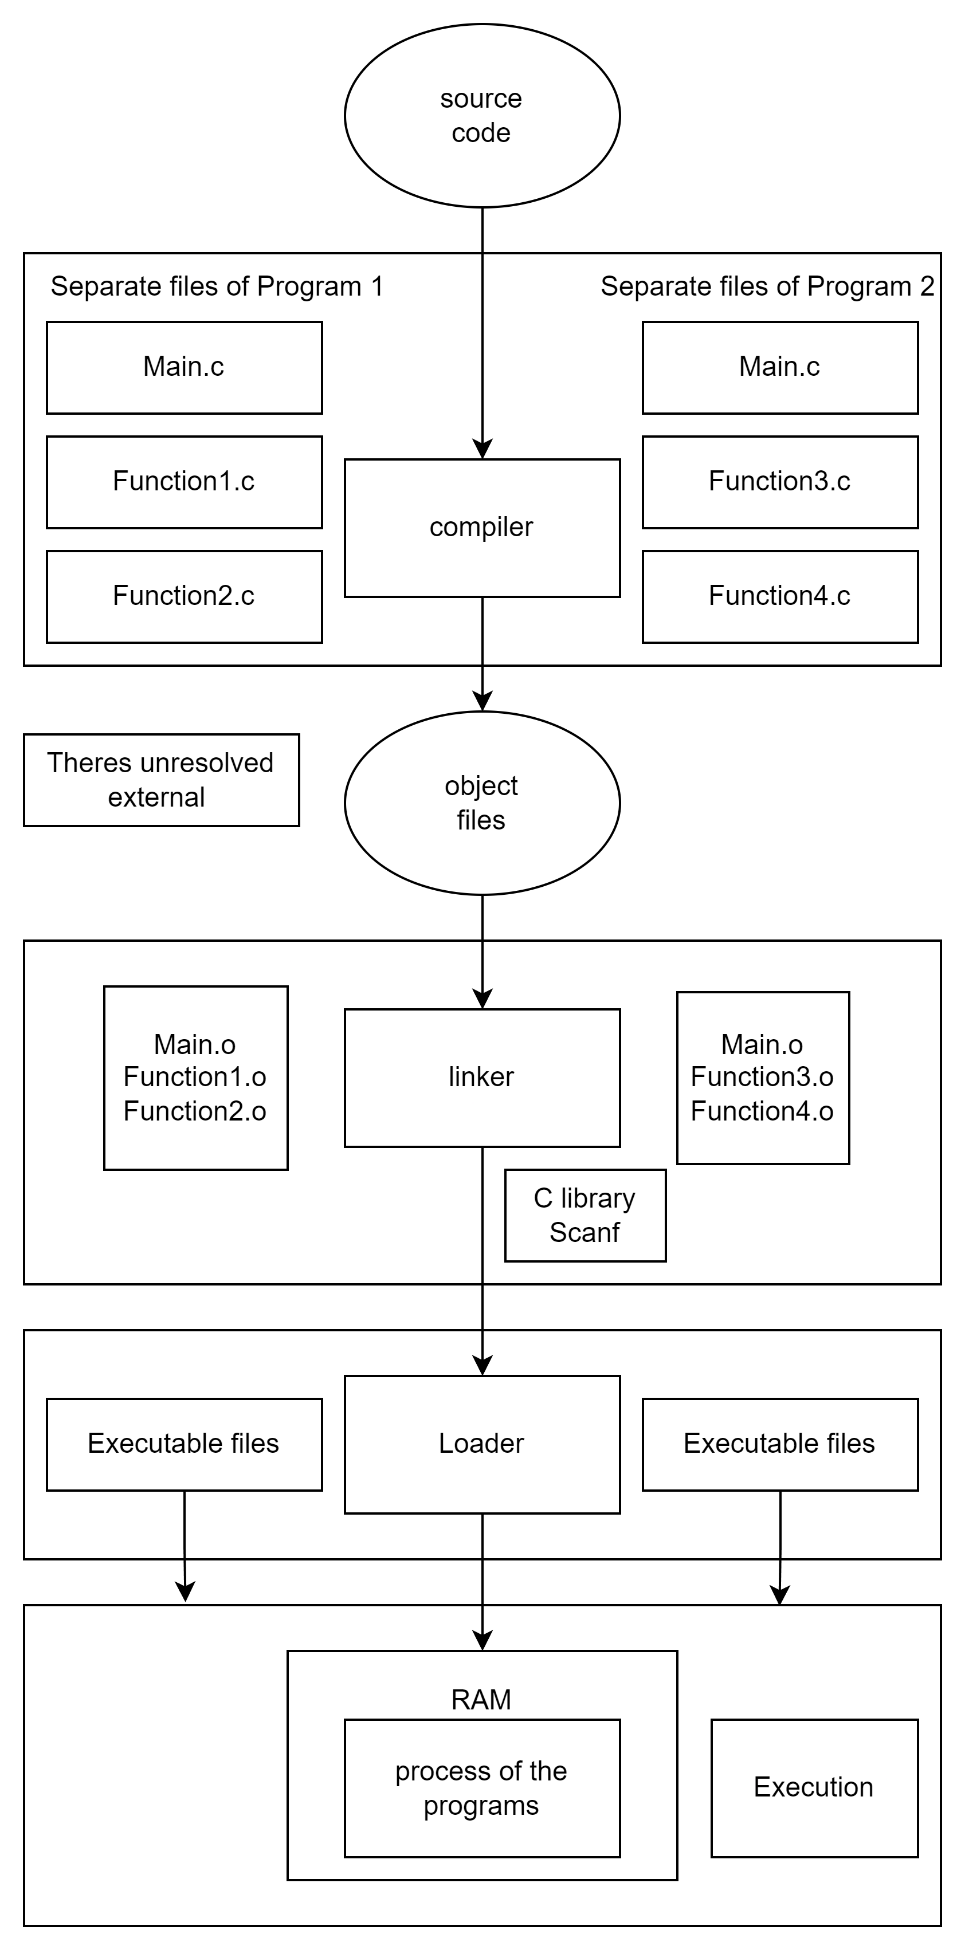 source
code
Separate files of Program 1
Separate files of Program 2
Main.c
Main.c
Function1.c
Function3.c
compiler
Function2.c
Function4.c
Theres unresolved
external
object
files
Main.o
Function1.o
Function2.o
linker
Main.o
Function3.o
Function4.o
C library
Scanf
Executable files
Loader
Executable files
RAM
process of the
programs
Execution